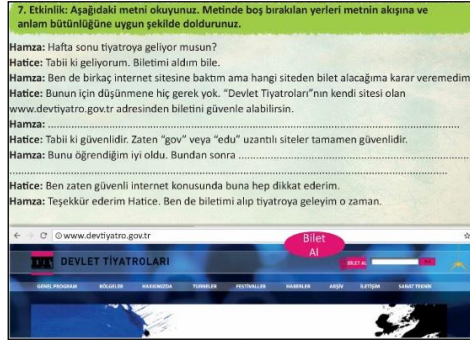 7. Etkinlik: Aşağıdaki metni okuyunuz. Metinde boş bırakılan yerleri metnin akışına ve
anlam bütünlüğüne uygun şekilde doldurunuz.
Hamza: Hafta sonu tiyatroya geliyor musun?
Hatice: Tabii ki geliyorum. Biletimi aldım bile.
Hamza: Ben de birkaç internet sitesine baktım ama hangi siteden bilet alacağıma karar veremedim
Hatice: Bunun için düşünmene hiç gerek yok. “Devlet Tiyatroları”nın kendi sitesi olan
www.devtiyatro.gov.tr adresinden biletini güvenle alabilirsin.
Hamza: ........................................................................................................
Hatice: Tabii ki güvenlidir. Zaten “gov” veya “edu” uzantılı siteler tamamen güvenlidir.
Hamza: Bunu öğrendiğim iyi oldu. Bundan sonra ......................................................
........................................................................................................
Hatice: Ben zaten güvenli internet konusunda buna hep dikkat ederim.
Hamza: Teşekkür ederim Hatice. Ben de biletimi alıp tiyatroya geleyim o zaman.
www.devtiyatro.gov.tr
Bilet
Al
DEVLET TİYATROLARI
BİLET AL
GENEL PROGRAM BÖLGELER HAKKIMIZDA TURNELER FESTİVALLER HABERLER ARŞİV İLETİŞİM SANAT TEKNİK